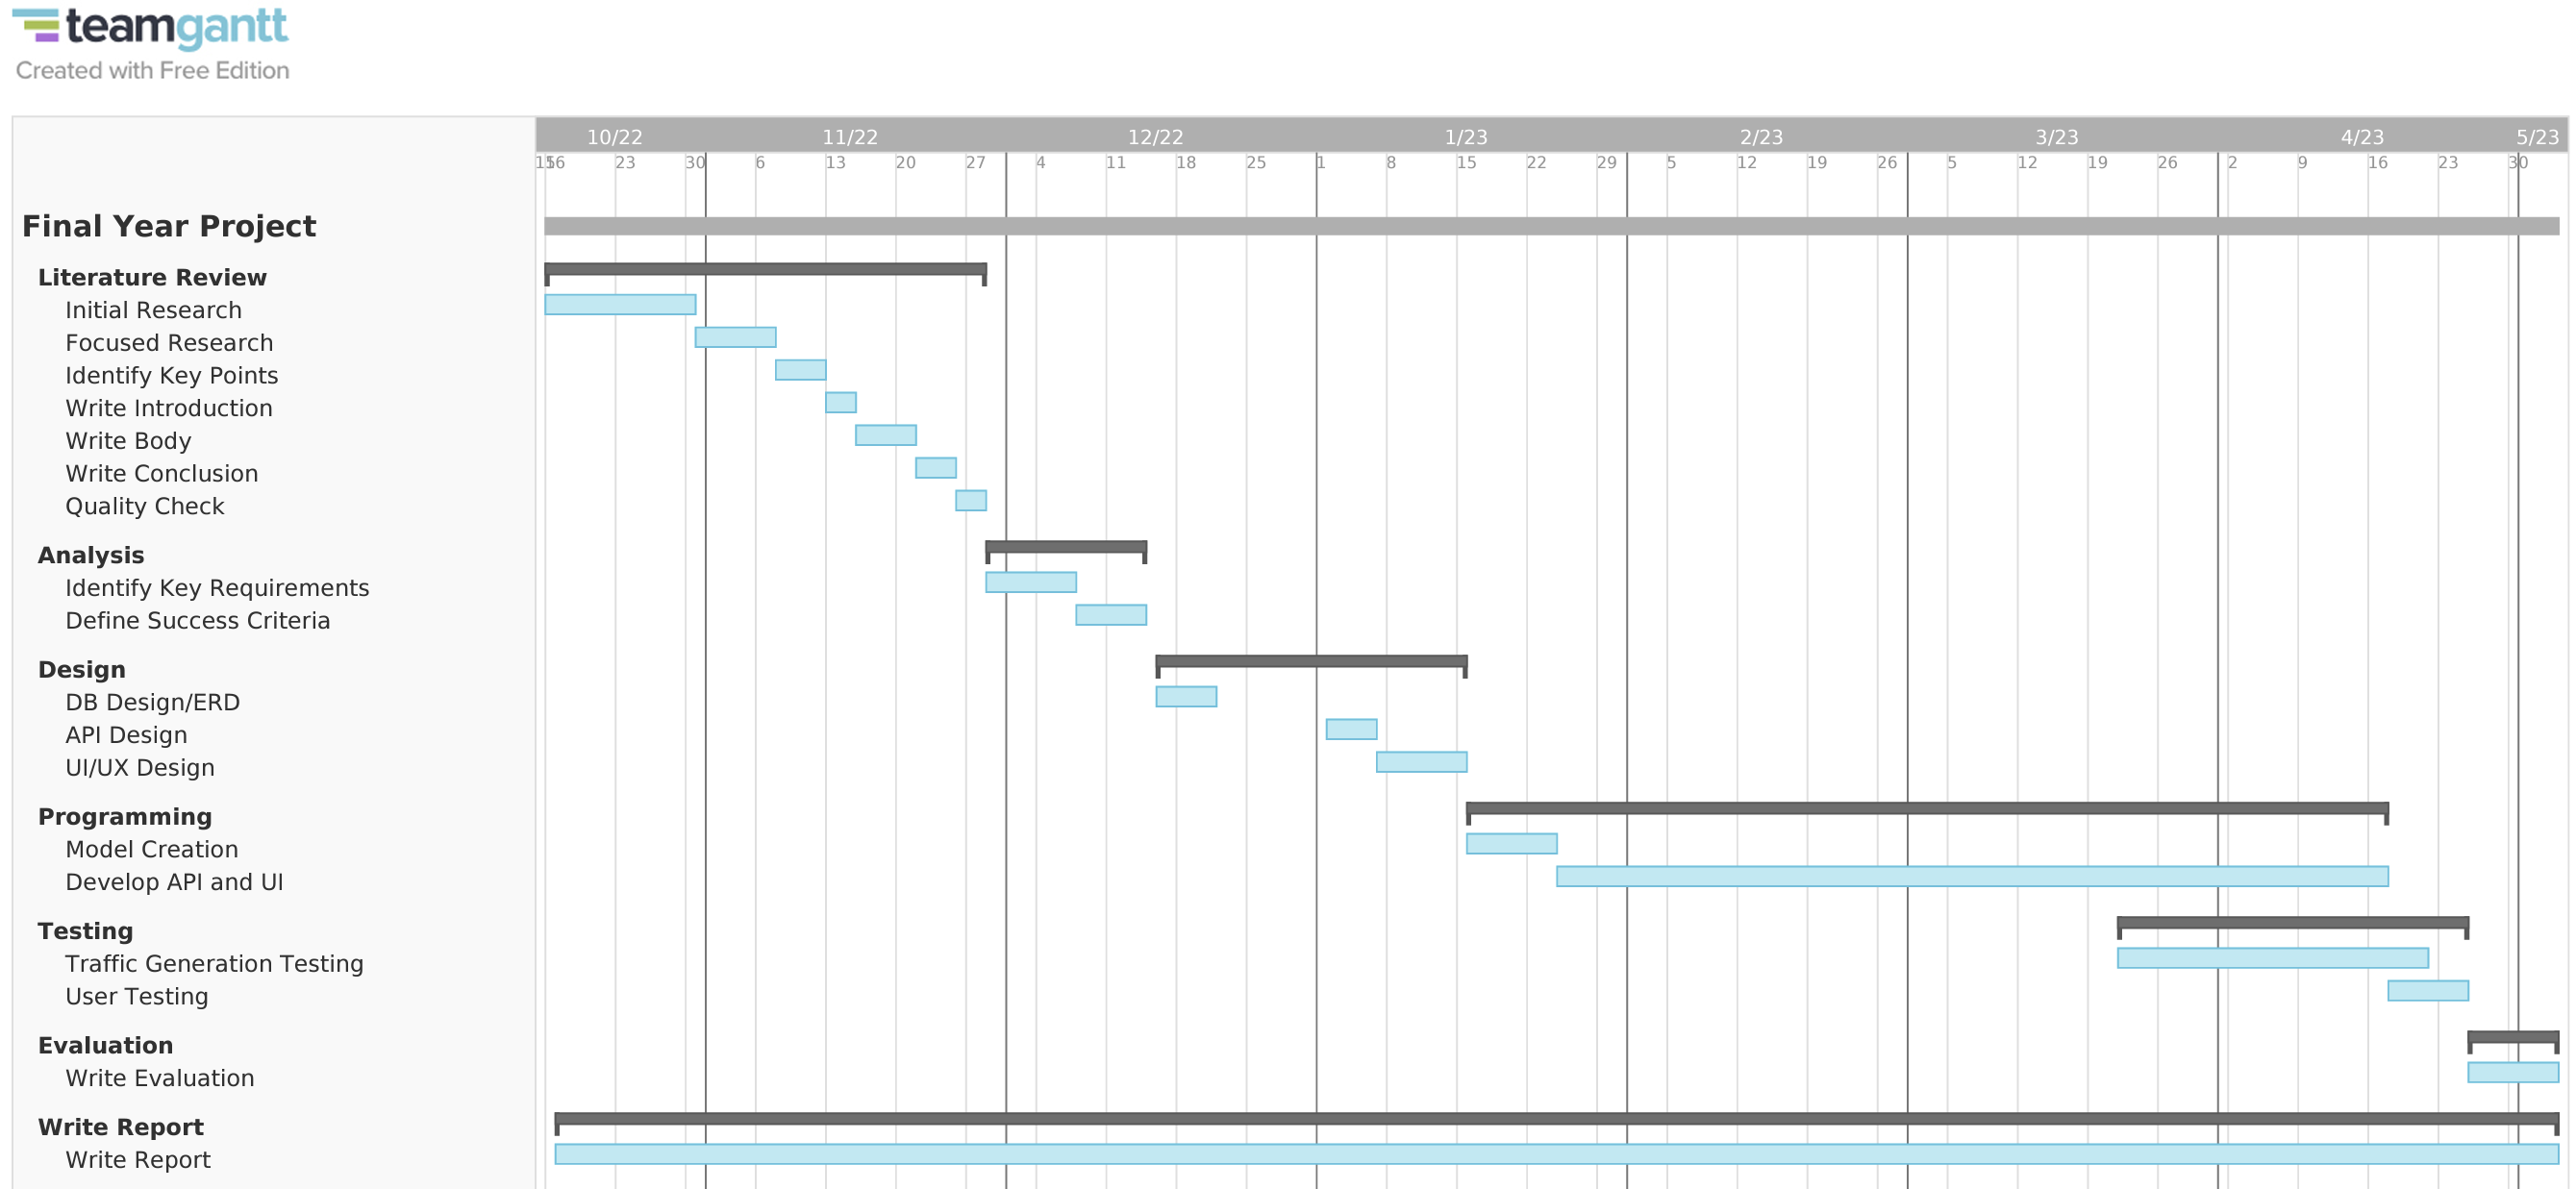 teamgantt
Created with Free Edition
10/22 11/22 12/22 1/23 2/23 3/23 4/23 5/23
15 16 23 30 6 13 20 27 4 11 18 25 1 8 15 22 29 5 12 19 26 5 12 19 26 2 9 16 23 30
Final Year Project
Literature Review
Initial Research
Focused Research
Identify Key Points
Write Introduction
Write Body
Write Conclusion
Quality Check
Analysis
Identify Key Requirements
Define Success Criteria
Design
DB Design/ERD
API Design
UI/UX Design
Programming
Model Creation
Develop API and UI
Testing
Traffic Generation Testing
User Testing
Evaluation
Write Evaluation
Write Report
Write Report